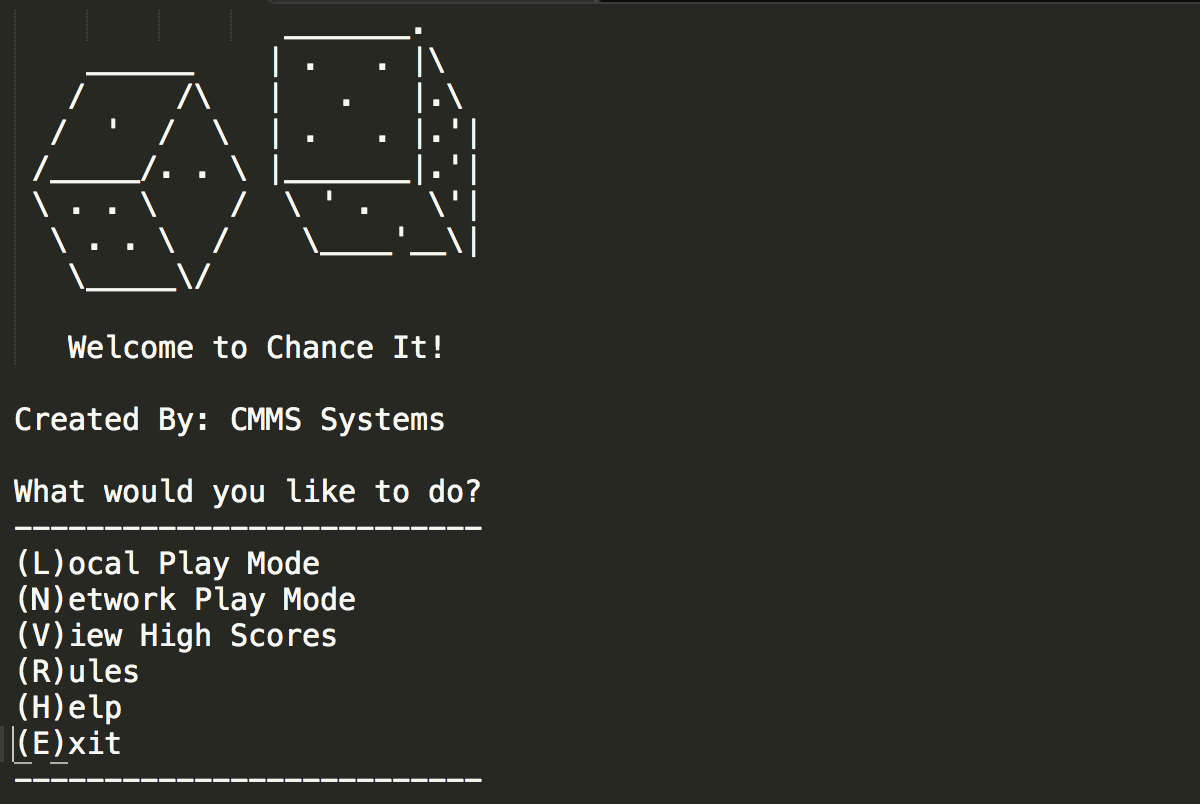 Welcome to Chance It!
Created By: CMMS Systems
What would you like to do?
--------------------------
(L)ocal Play Mode
(N)etwork Play Mode
(V)iew High Scores
(R)ules
(H)elp
(E)xit
--------------------------